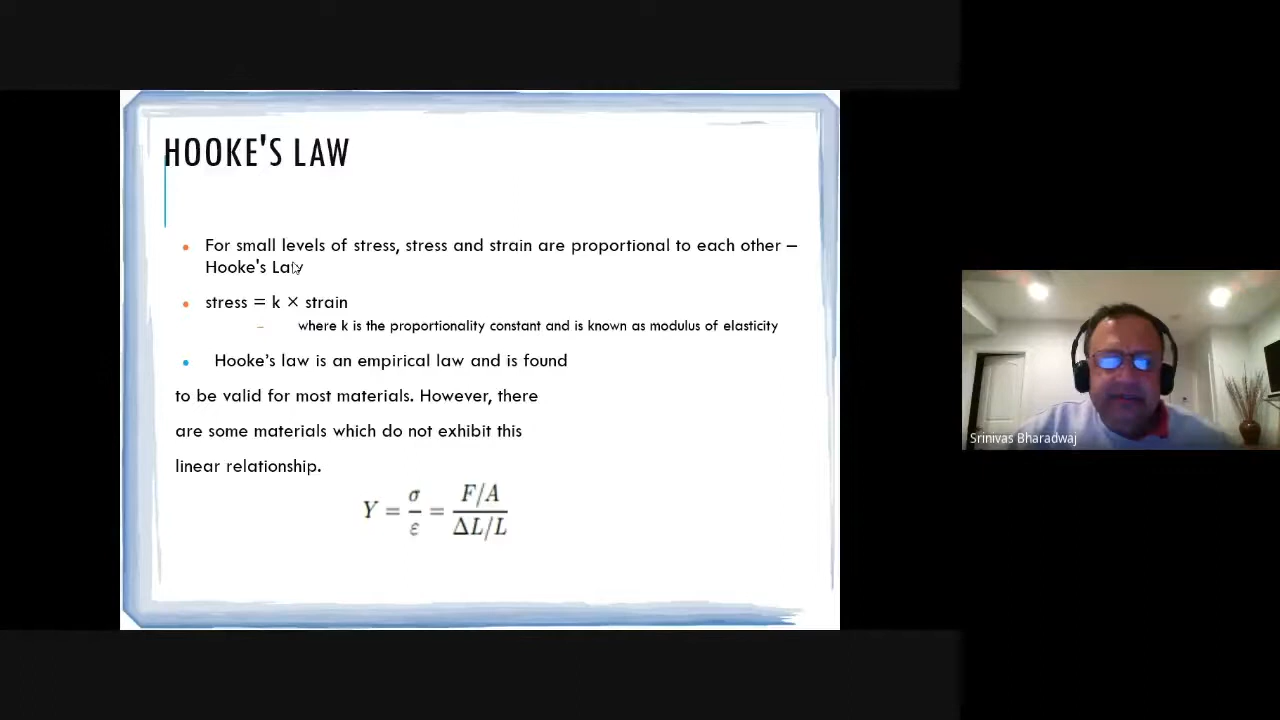 HOOKE'S LAW
For small levels of stress, stress and strain are proportional to each other –
Hooke's Law
stress = k × strain
– where k is the proportionality constant and is known as modulus of elasticity
Hooke's law is an empirical law and is found
to be valid for most materials. However, there
are some materials which do not exhibit this
linear relationship.
Y = σ/ε = (F/A)/(ΔL/L)
Srinivas Bharadwaj